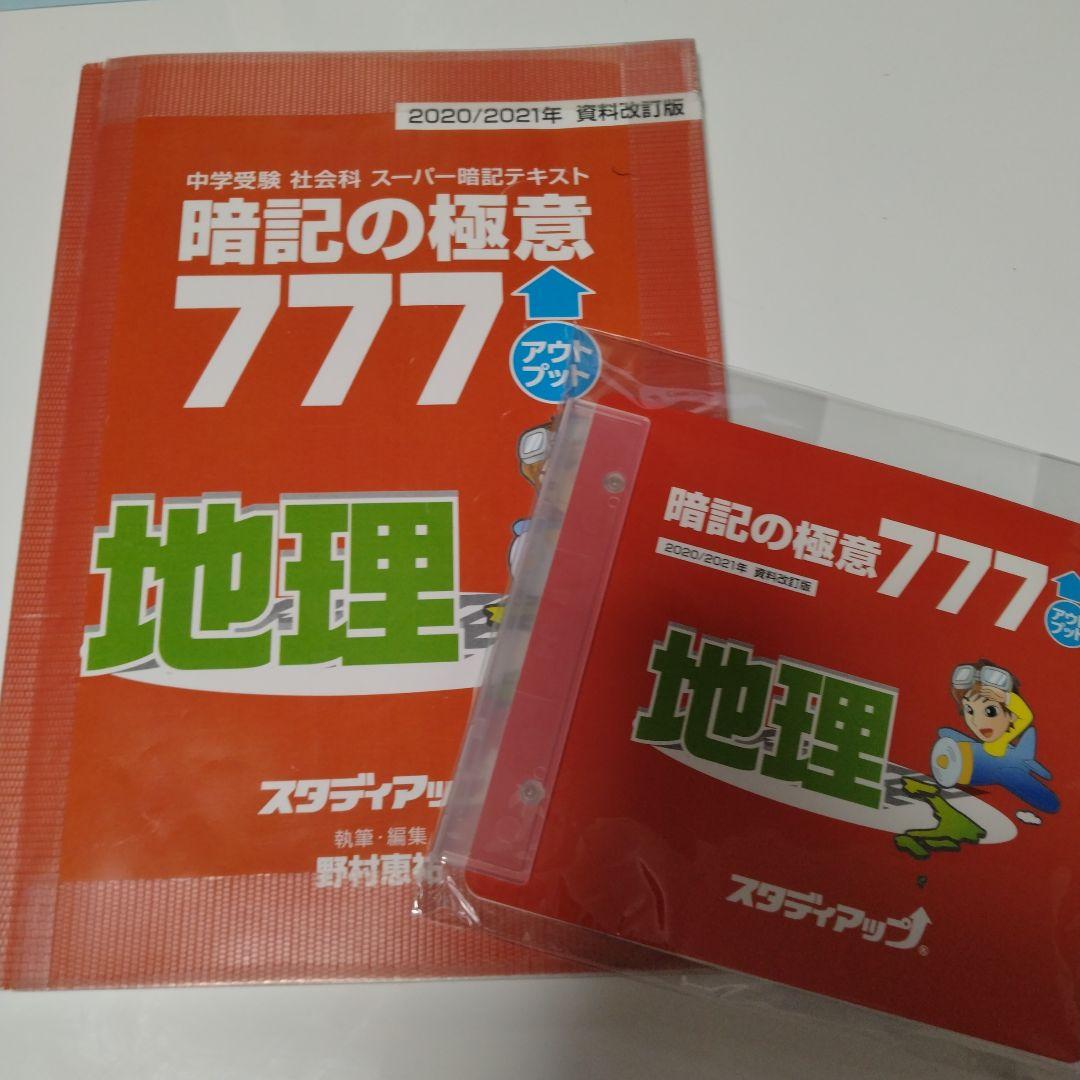 2020/2021年 資料改訂版
中学受験 社会科 スーパー暗記テキスト
暗記の極意
777
アウト
プット
地理
スタディアッ
執筆・編集
野村恵祐
暗記の極意777
2020/2021年 資料改訂版
アウト
プット
地理
スタディアップ®